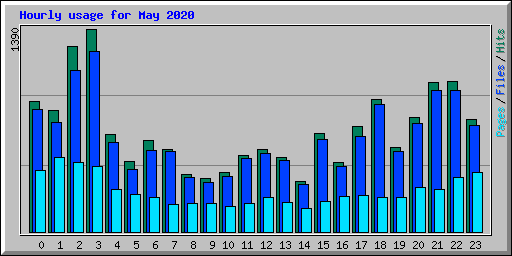 Hourly usage for May 2020
1390
Pages/Files/Hits
0 1 2 3 4 5 6 7 8 9 10 11 12 13 14 15 16 17 18 19 20 21 22 23